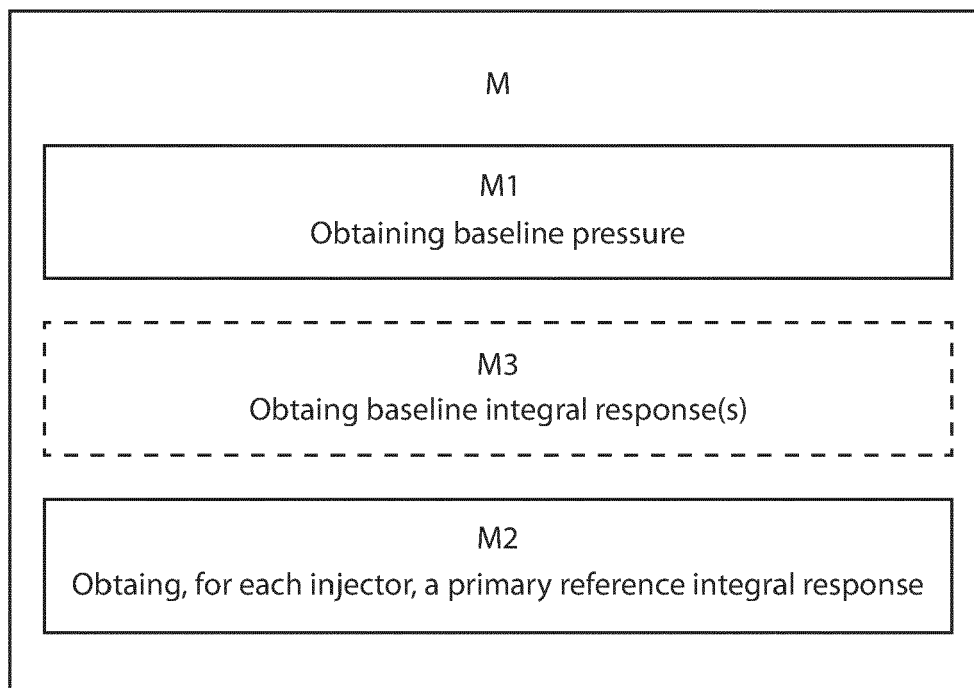 M
M1
Obtaining baseline pressure
M3
Obtaing baseline integral response(s)
M2
Obtaing, for each injector, a primary reference integral response